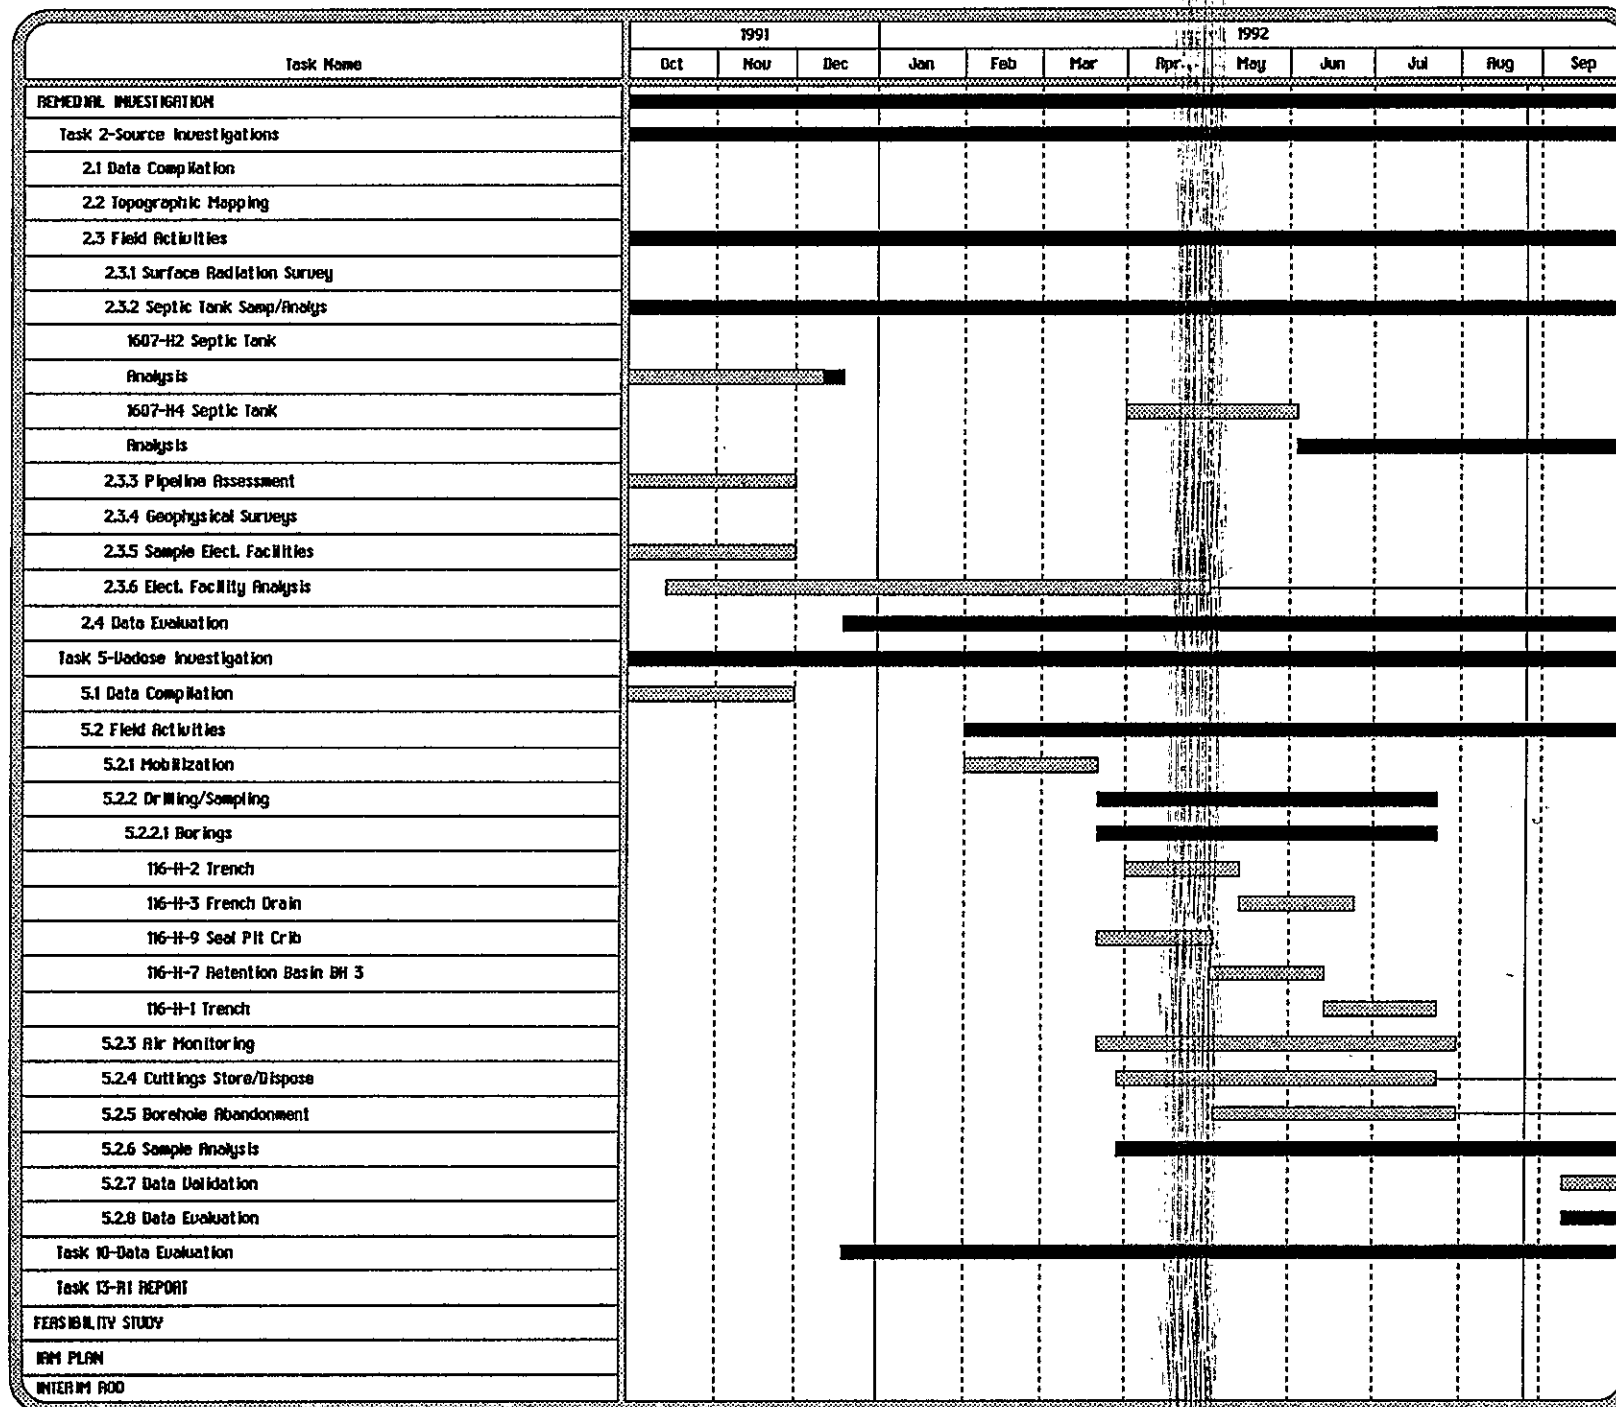 1991 1992
Task Name Oct Nov Dec Jan Feb Mar Apr May Jun Jul Aug Sep
REMEDIAL INVESTIGATION
Task 2-Source Investigations
2.1 Data Compilation
2.2 Topographic Mapping
2.3 Field Activities
2.3.1 Surface Radiation Survey
2.3.2 Septic Tank Samp/Analys
1607-H2 Septic Tank
Analysis
1607-H4 Septic Tank
Analysis
2.3.3 Pipeline Assessment
2.3.4 Geophysical Surveys
2.3.5 Sample Elect. Facilities
2.3.6 Elect. Facility Analysis
2.4 Data Evaluation
Task 5-Vadose Investigation
5.1 Data Compilation
5.2 Field Activities
5.2.1 Mobilization
5.2.2 Drilling/Sampling
5.2.2.1 Borings
116-H-2 Trench
116-H-3 French Drain
116-H-9 Seal Pit Crib
116-H-7 Retention Basin BH 3
116-H-1 Trench
5.2.3 Air Monitoring
5.2.4 Cuttings Store/Dispose
5.2.5 Borehole Abandonment
5.2.6 Sample Analysis
5.2.7 Data Validation
5.2.8 Data Evaluation
Task 10-Data Evaluation
Task 13-RI REPORT
FEASIBILITY STUDY
IRM PLAN
INTERIM ROD